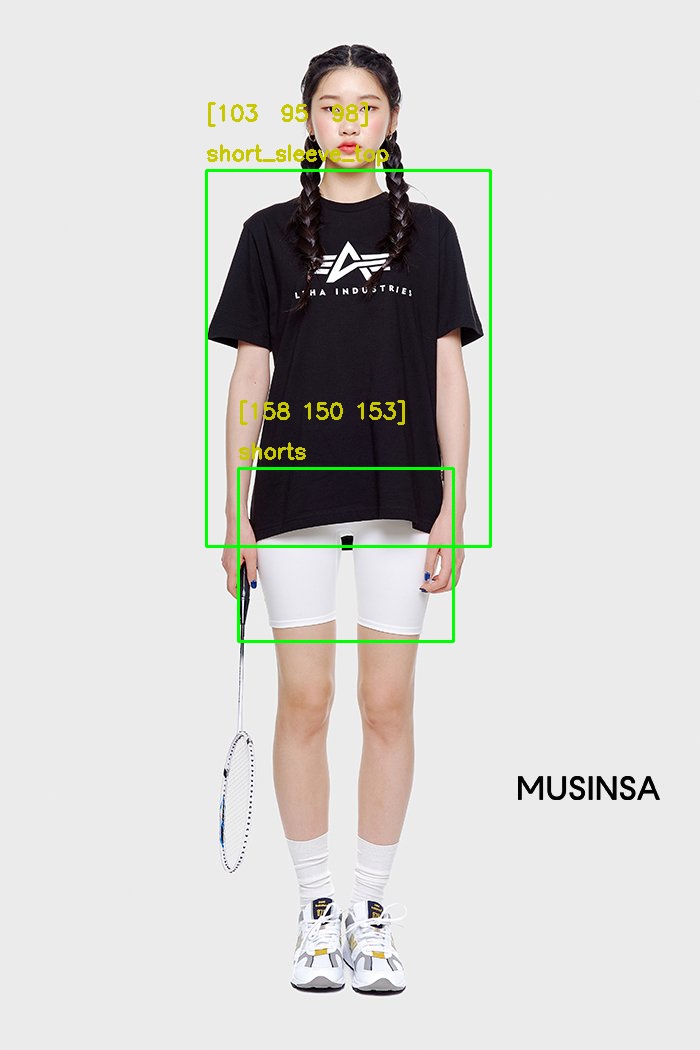 [103 95 98]
short_sleeve_top
LPHA INDUSTRIES
[158 150 153]
shorts
MUSINSA